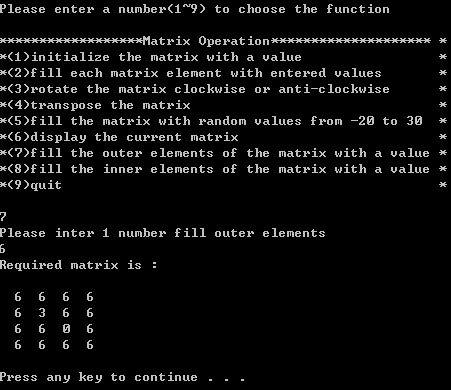 Please enter a number(1~9) to choose the function
******************Matrix Operation******************** *
*(1)initialize the matrix with a value *
*(2)fill each matrix element with entered values *
*(3)rotate the matrix clockwise or anti-clockwise *
*(4)transpose the matrix *
*(5)fill the matrix with random values from -20 to 30 *
*(6)display the current matrix *
*(7)fill the outer elements of the matrix with a value *
*(8)fill the inner elements of the matrix with a value *
*(9)quit *
7
Please inter 1 number fill outer elements
6
Required matrix is :
6 6 6 6
6 3 6 6
6 6 0 6
6 6 6 6
Press any key to continue . . .